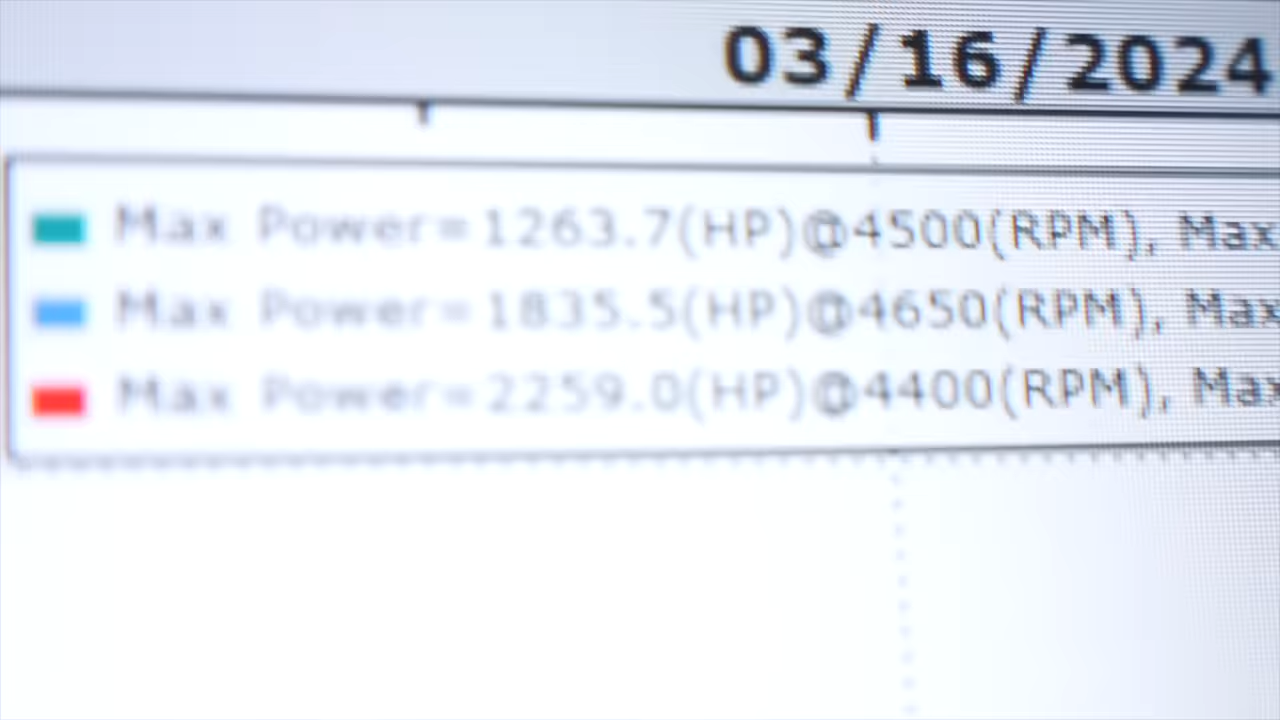 03/16/2024
Max Power=1263.7(HP)@4500(RPM), Max
Max Power=1835.5(HP)@4650(RPM), Max
Max Power=2259.0(HP)@4400(RPM), Max